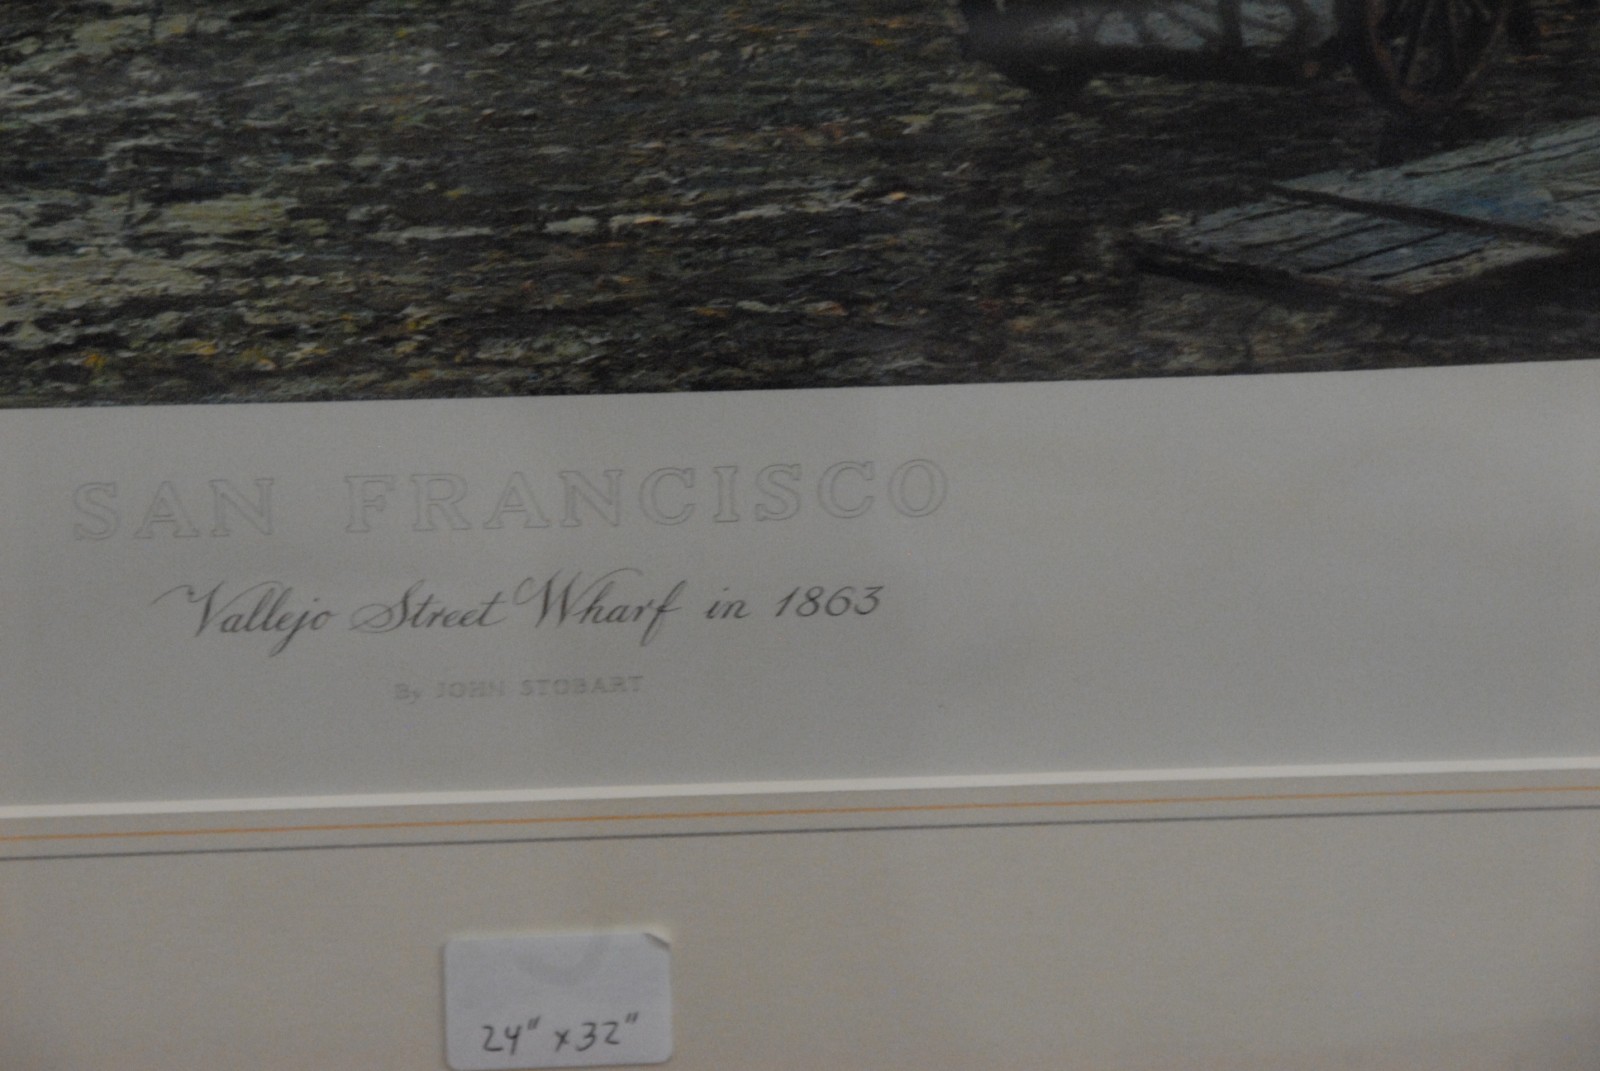 SAN FRANCISCO
Vallejo Street Wharf in 1863
By JOHN STOBART
24" x 32"